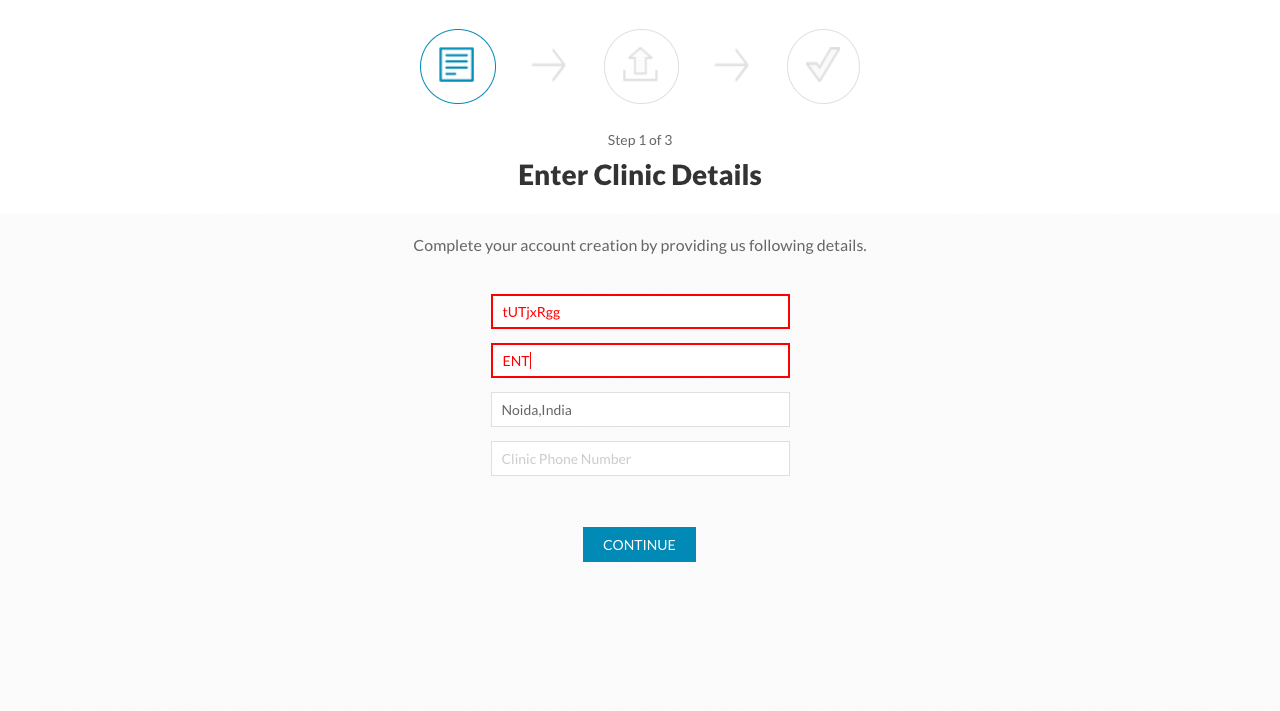 Step 1 of 3
Enter Clinic Details
Complete your account creation by providing us following details.
tUTjxRgg
ENT
Noida,India
Clinic Phone Number
CONTINUE